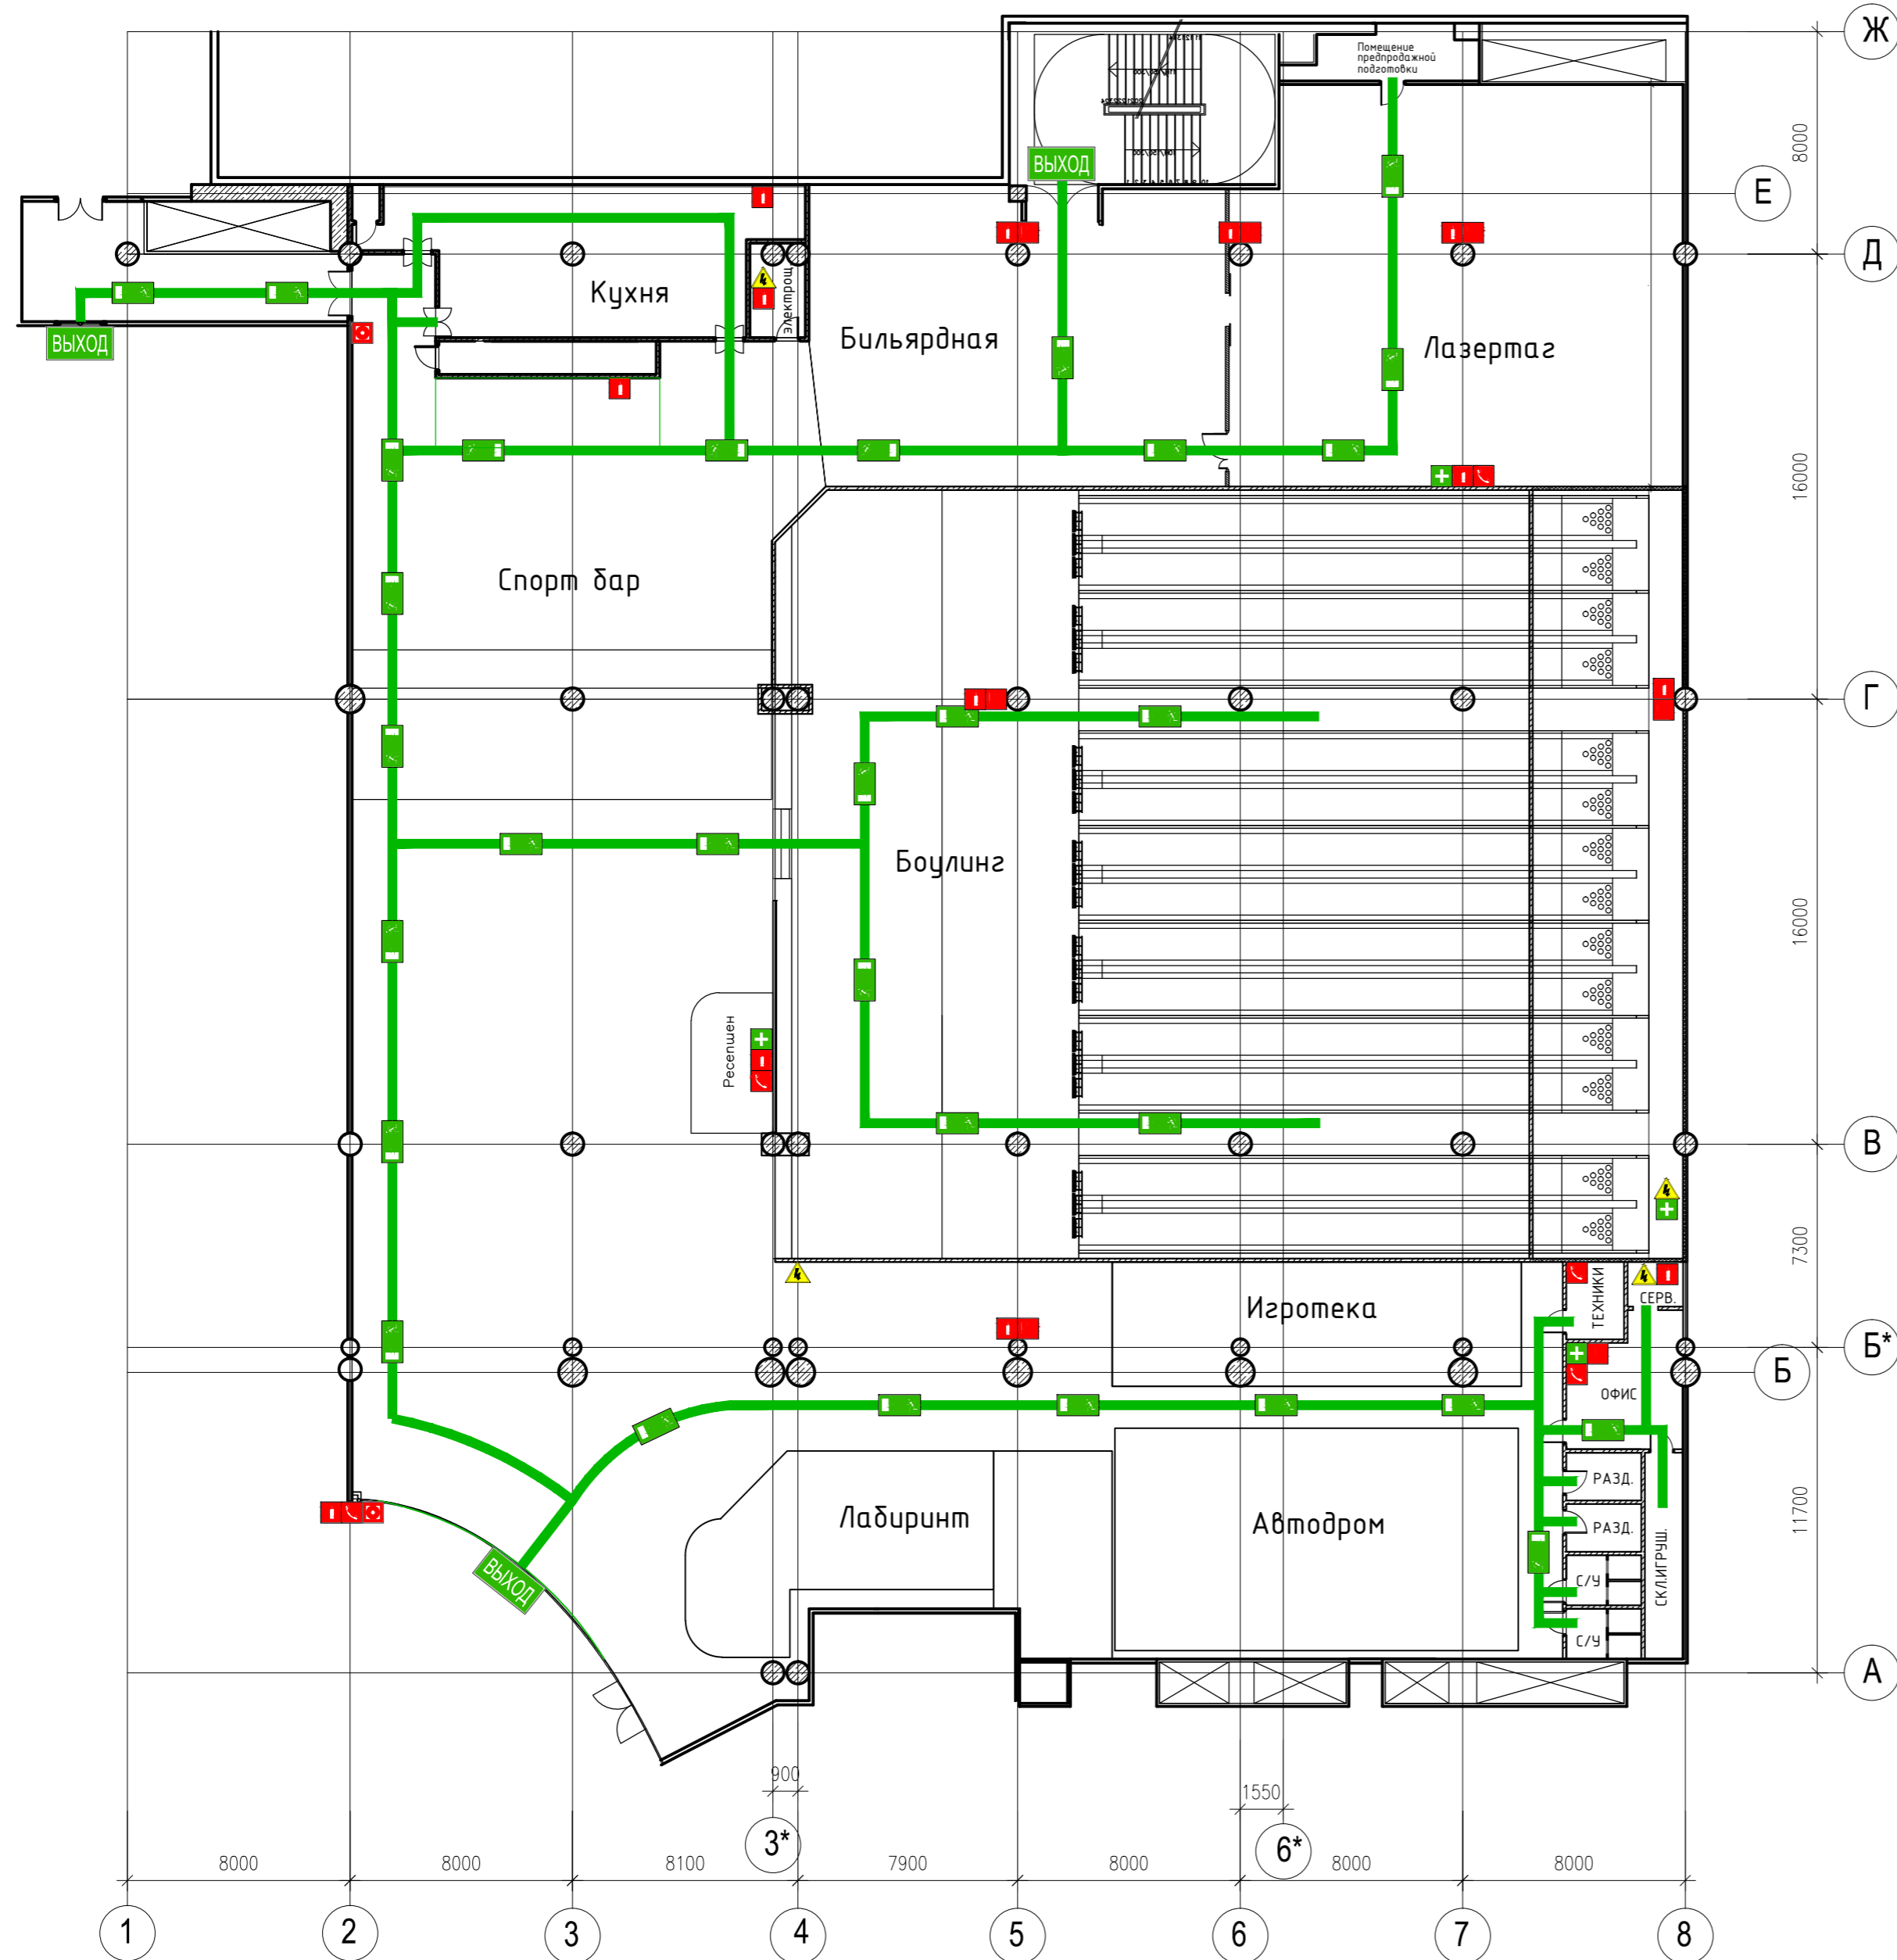 Ж
Помещение
предпродажной
подготовки
8000
ВЫХОД
Е
Д
Кухня
электрощ
Бильярдная
Лазертаг
ВЫХОД
16000
Спорт бар
Г
Боулинг
16000
Ресепшен
В
7300
Игротека
ТЕХНИКИ
СЕРВ.
Б*
Б
ОФИС
РАЗД.
Лабиринт
Автодром
РАЗД.
11700
ВЫХОД
С/У
СКЛ.ИГРУШ.
С/У
А
900
1550
3*
6*
8000
8000
8100
7900
8000
8000
8000
1
2
3
4
5
6
7
8